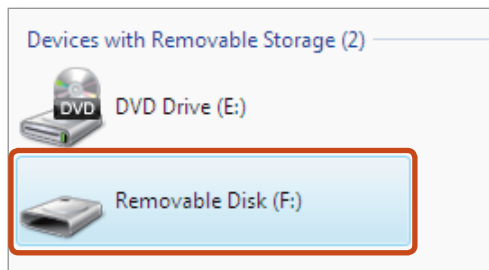 Devices with Removable Storage (2)
DVD
DVD Drive (E:)
Removable Disk (F:)